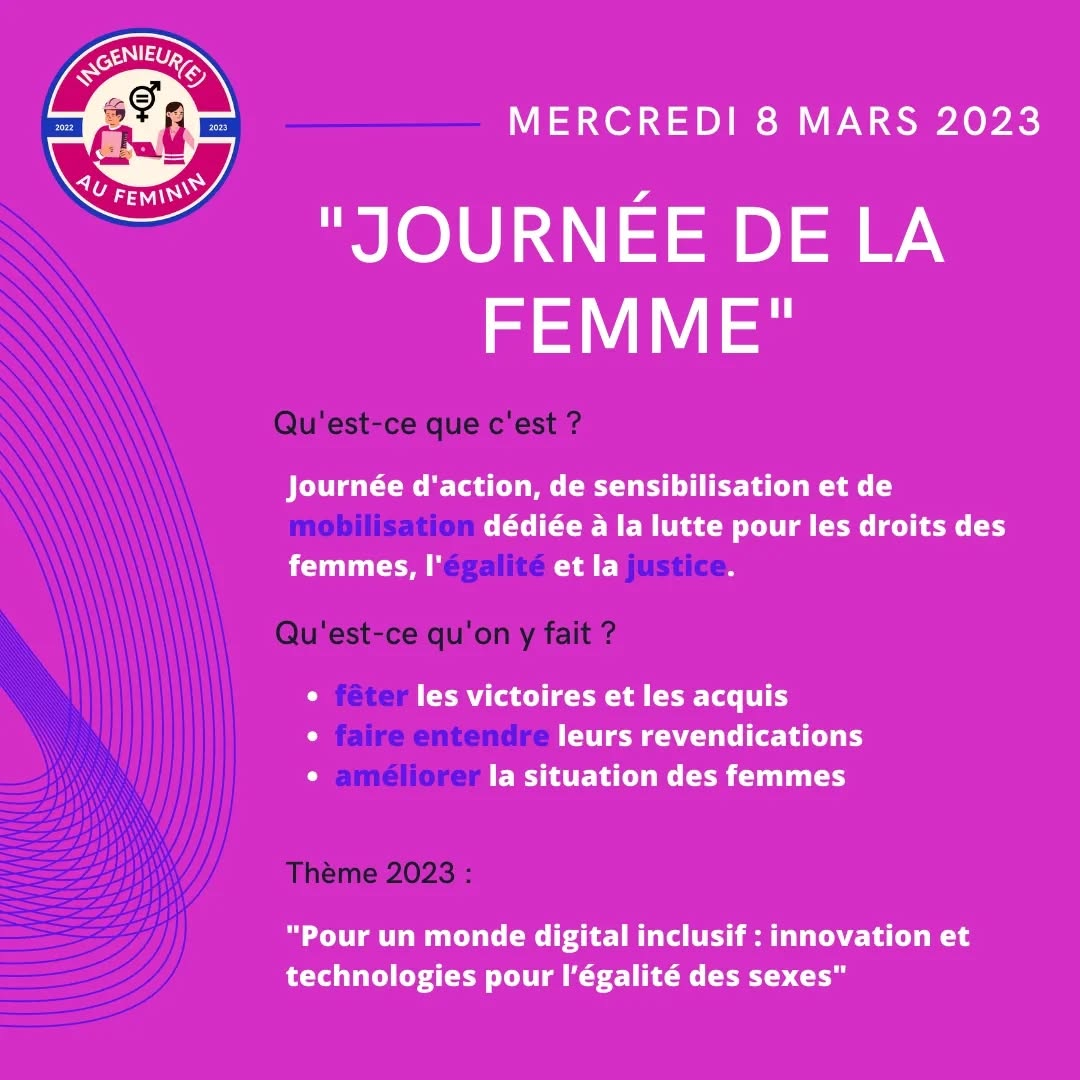 INGENIEUR(E)
2022
2023
AU FEMININ
MERCREDI 8 MARS 2023
"JOURNÉE DE LA
FEMME"
Qu'est-ce que c'est ?
Journée d'action, de sensibilisation et de
mobilisation dédiée à la lutte pour les droits des
femmes, l'égalité et la justice.
Qu'est-ce qu'on y fait ?
• fêter les victoires et les acquis
• faire entendre leurs revendications
• améliorer la situation des femmes
Thème 2023 :
"Pour un monde digital inclusif : innovation et
technologies pour l’égalité des sexes"